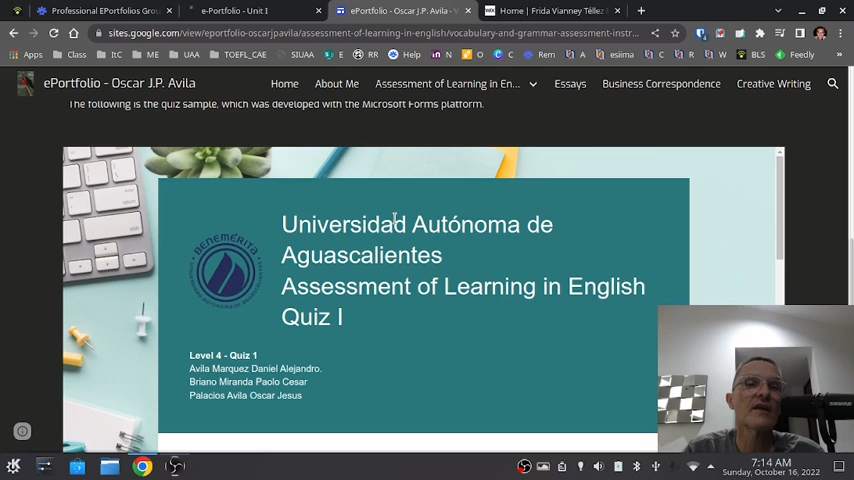 Professional EPortfolios Grou
e-Portfolio - Unit I
ePortfolio - Oscar J.P. Avila - V
Home | Frida Vianney Téllez
sites.google.com/view/eportfolio-oscarjpavila/assessment-of-learning-in-english/vocabulary-and-grammar-assessment-instr...
Apps Class ItC ME UAA TOEFL_CAE SIUAA RR Help O C Rem A esiima R W BLS Feedly
ePortfolio - Oscar J.P. Avila
Home About Me Assessment of Learning in En... Essays Business Correspondence Creative Writing
The following is the quiz sample, which was developed with the Microsoft Forms platform.
BENEMÉRITA
Universidad Autónoma de
Aguascalientes
Assessment of Learning in English
Quiz I
Level 4 - Quiz 1
Avila Marquez Daniel Alejandro.
Briano Miranda Paolo Cesar
Palacios Avila Oscar Jesus
7:14 AM
Sunday, October 16, 2022